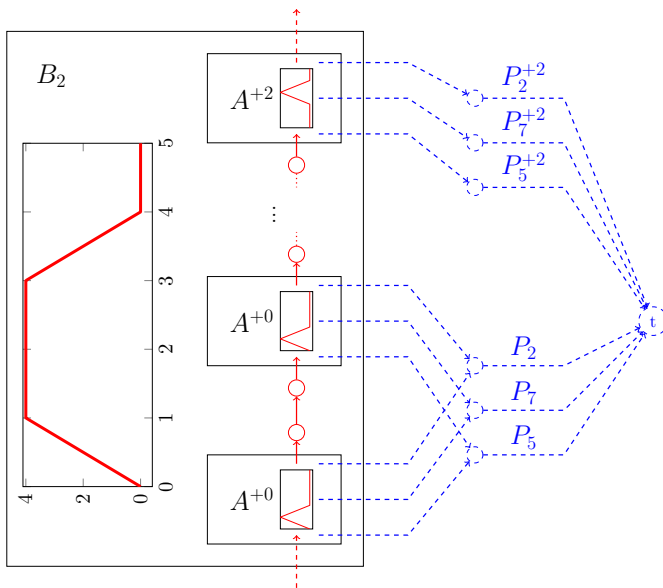 B₂
A⁺²
P₂⁺²
P₇⁺²
P₅⁺²
5
4
3
2
1
0
4 2 0
...
A⁺⁰
t
P₂
P₇
P₅
A⁺⁰